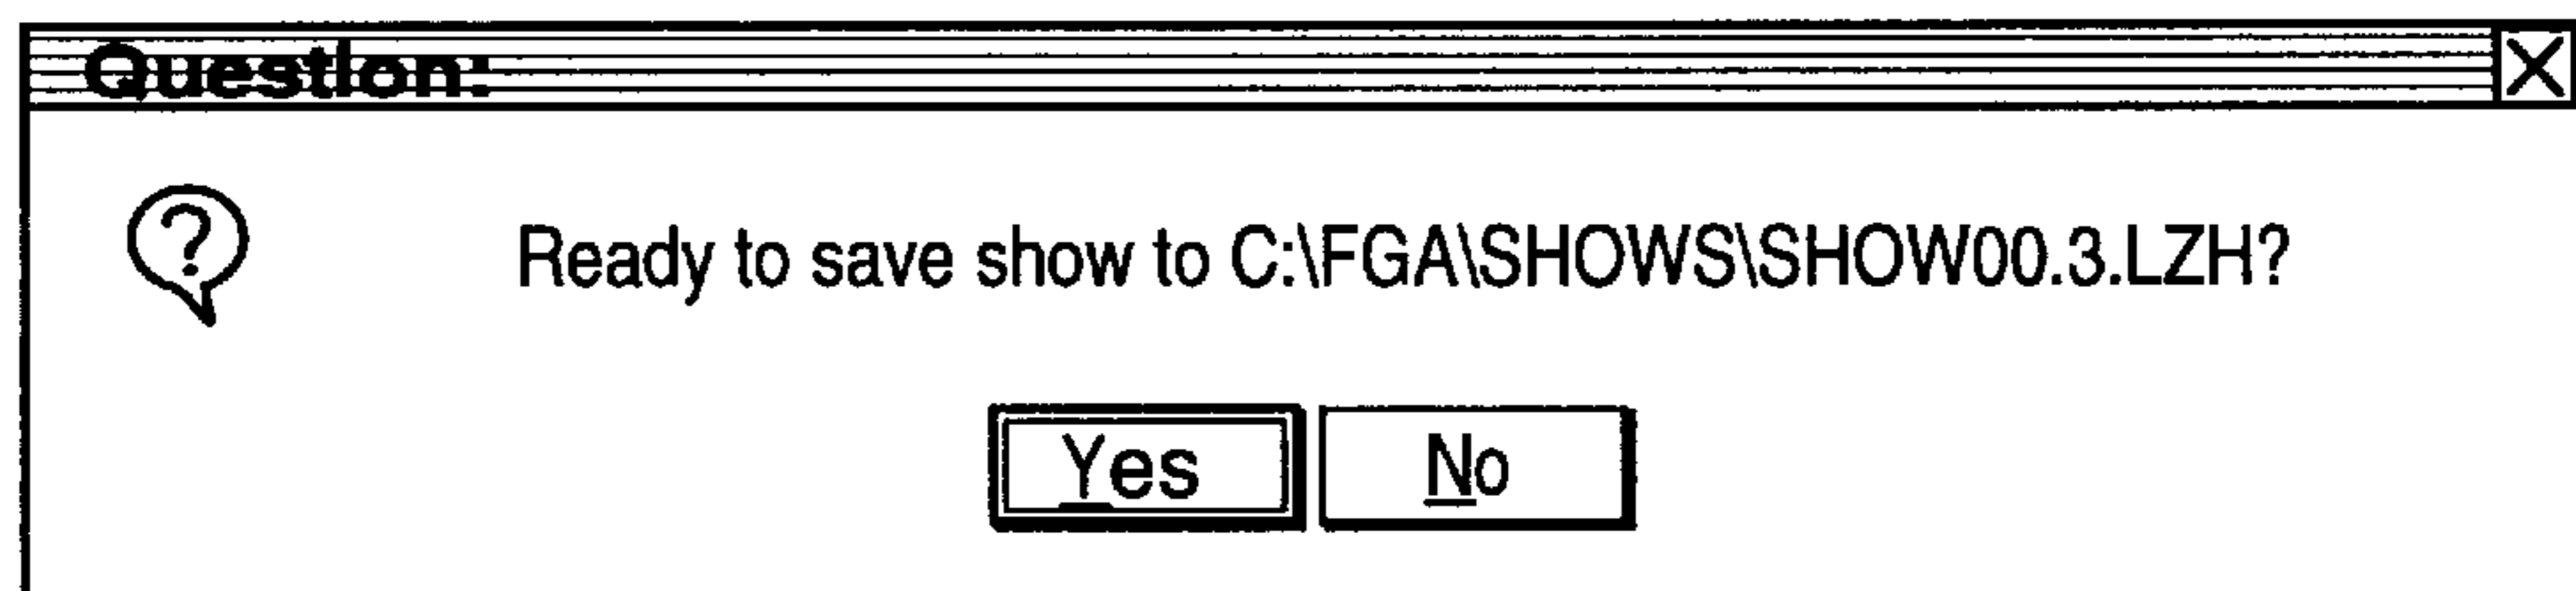 Question:
Ready to save show to C:\FGA\SHOWS\SHOW00.3.LZH?
Yes No